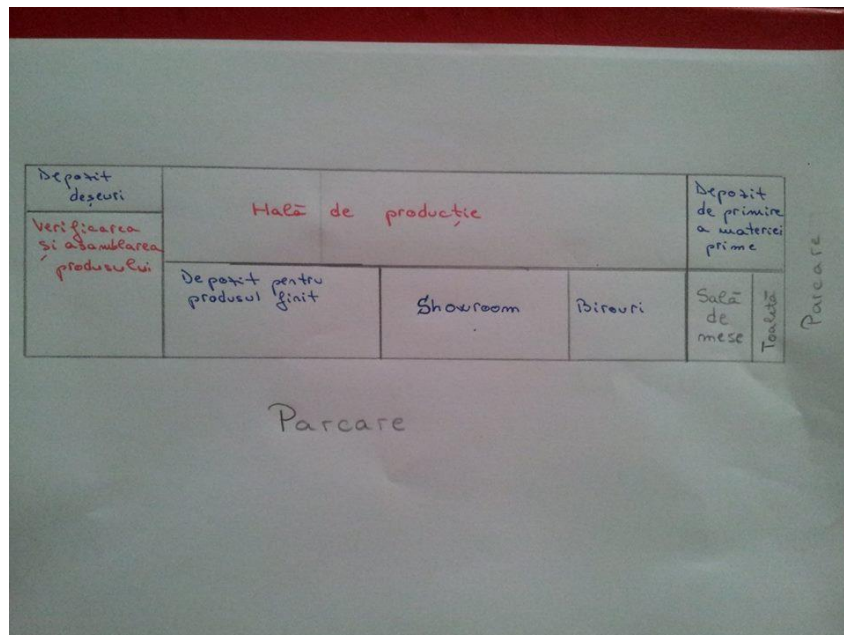 Depozit
deșeuri
Verificarea
și asamblarea
produsului
Hală de producție
Depozit
de primire
a materiei
prime
Depozit pentru
produsul finit
Showroom
Birouri
Sală
de
mese
Toaletă
Parcare
Parcare